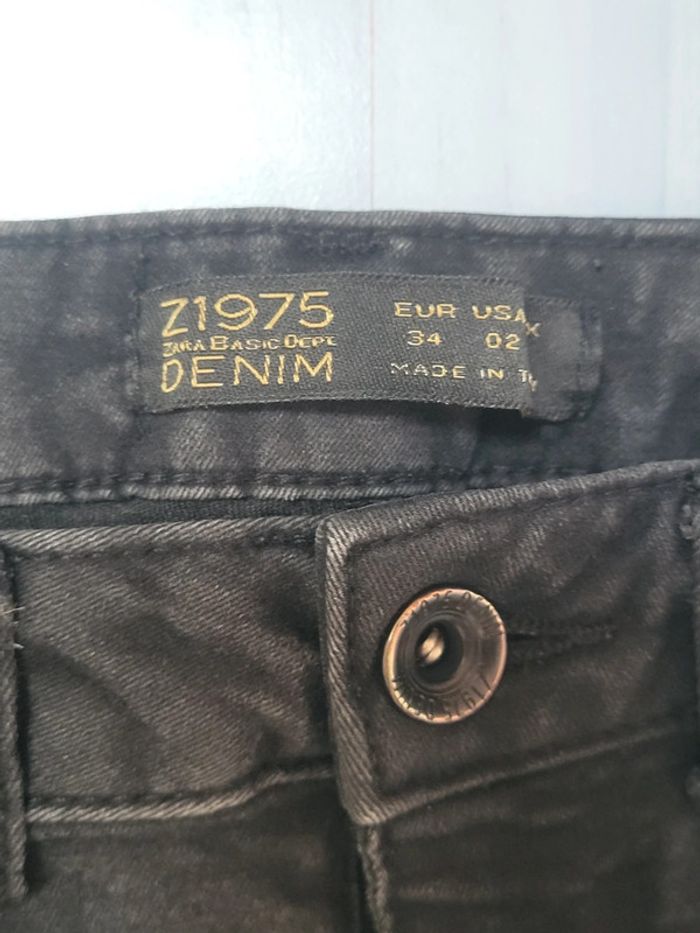 Z1975
ZARA BASIC DEPT
DENIM
EUR USA
34 02
MADE IN